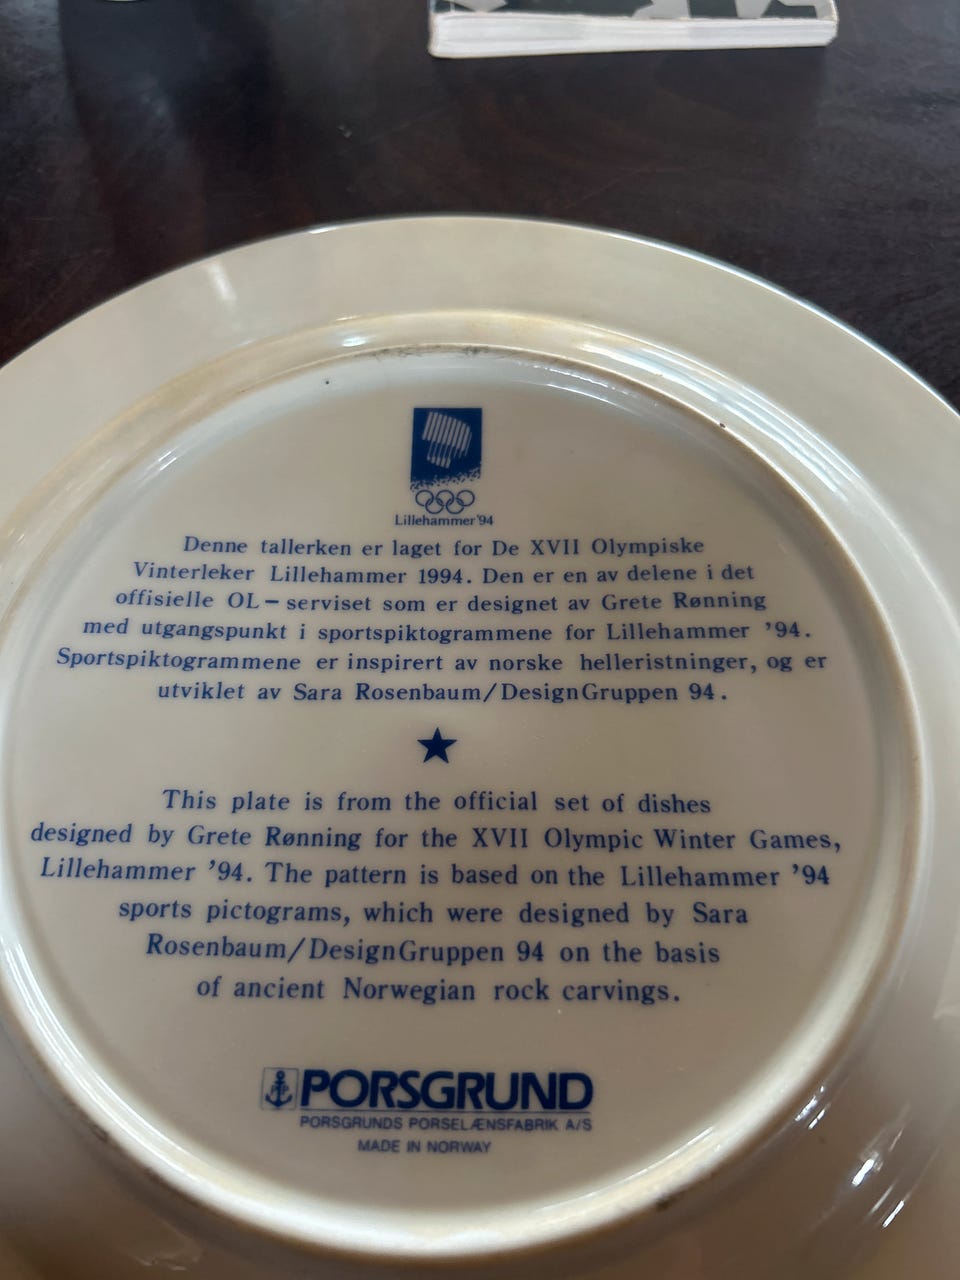 Lillehammer '94
Denne tallerken er laget for De XVII Olympiske
Vinterleker Lillehammer 1994. Den er en av delene i det
offisielle OL-serviset som er designet av Grete Rønning
med utgangspunkt i sportspiktogrammene for Lillehammer '94.
Sportspiktogrammene er inspirert av norske helleristninger, og er
utviklet av Sara Rosenbaum/DesignGruppen 94.
This plate is from the official set of dishes
designed by Grete Rønning for the XVII Olympic Winter Games,
Lillehammer '94. The pattern is based on the Lillehammer '94
sports pictograms, which were designed by Sara
Rosenbaum/DesignGruppen 94 on the basis
of ancient Norwegian rock carvings.
PORSGRUND
PORSGRUNDS PORSELÆNSFABRIK A/S
MADE IN NORWAY